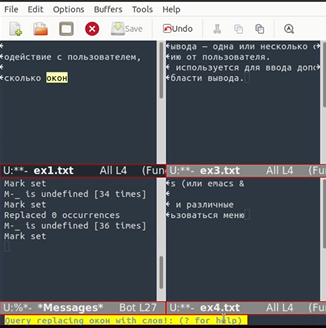 File Edit Options Buffers Tools
Save Undo
одействие с пользователем,
сколько окон
U:**- ex1.txt All L4 (Fun
ывода – одна или несколько
ию от пользователя.
используется для ввода допо
бласти вывода.
U:**- ex3.txt All L4 (Fun
Mark set
M-_ is undefined [34 times]
Mark set
Replaced 0 occurrences
M-_ is undefined [36 times]
Mark set
U:%*- *Messages* Bot L27
s (или emacs &
и различные
ьзоваться меню
U:**- ex4.txt All L4 (Fun
Query replacing окон with слов!: (? for help)